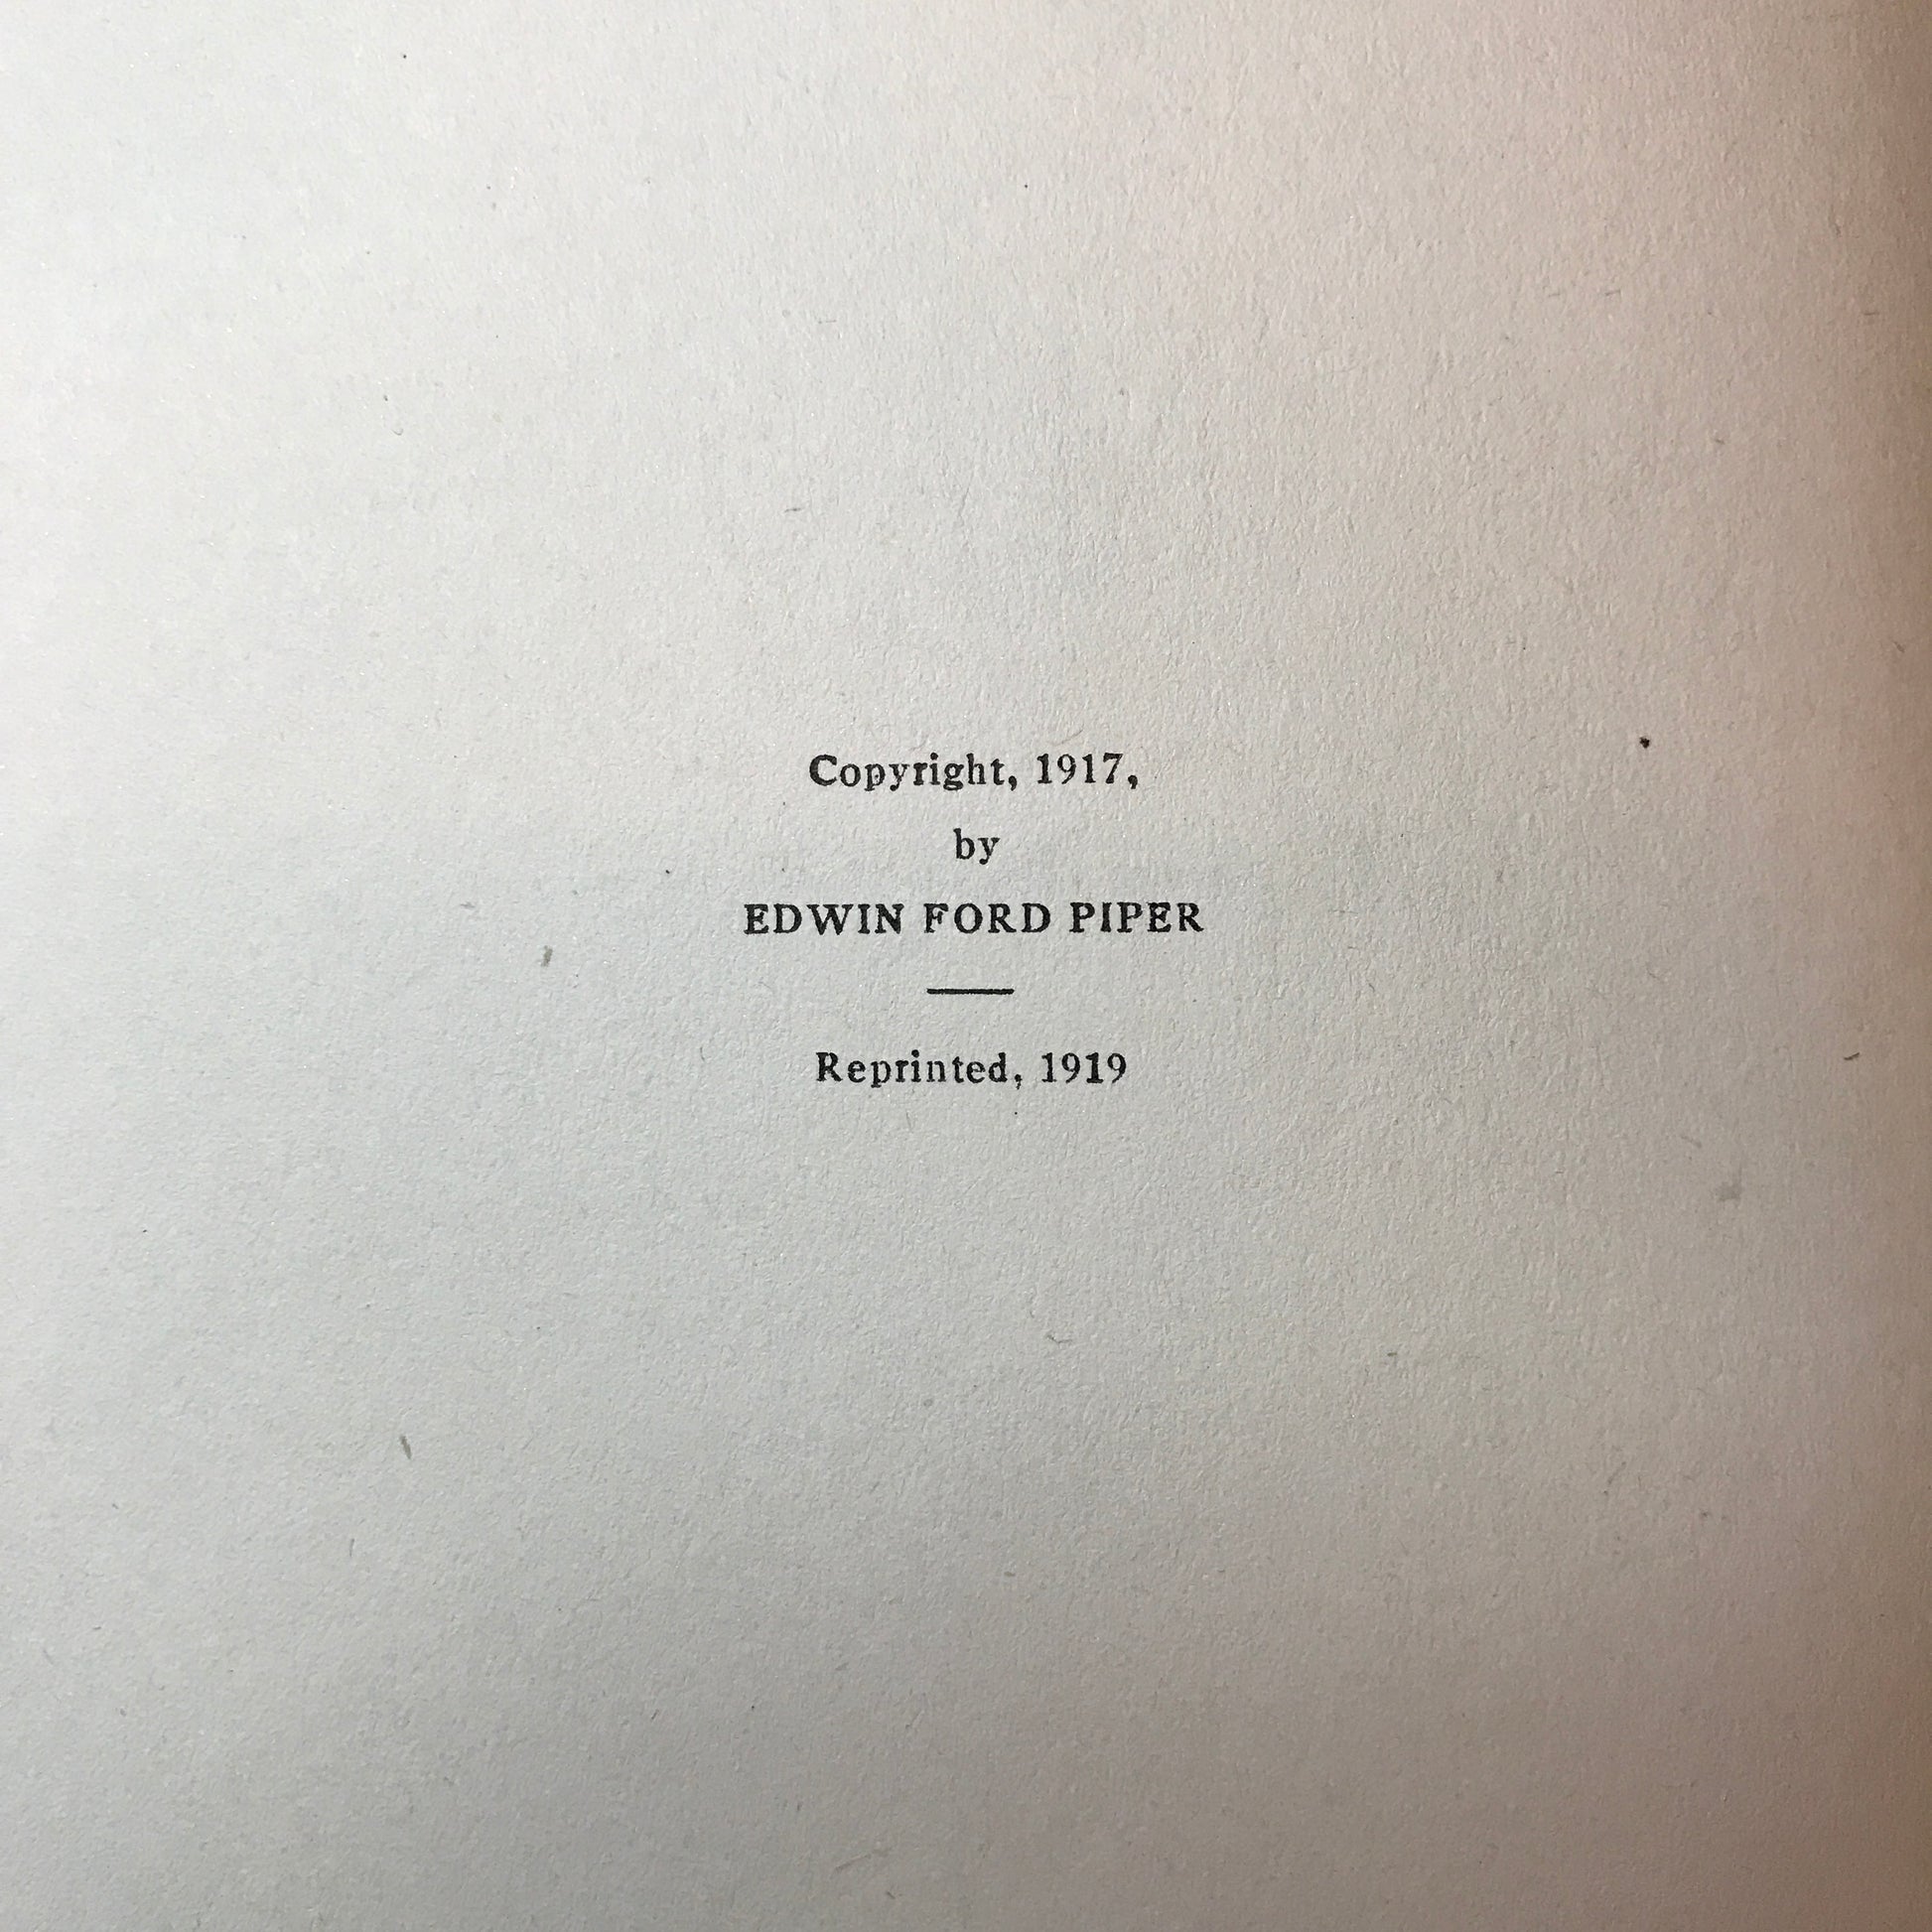 Copyright, 1917,
by
EDWIN FORD PIPER
Reprinted, 1919